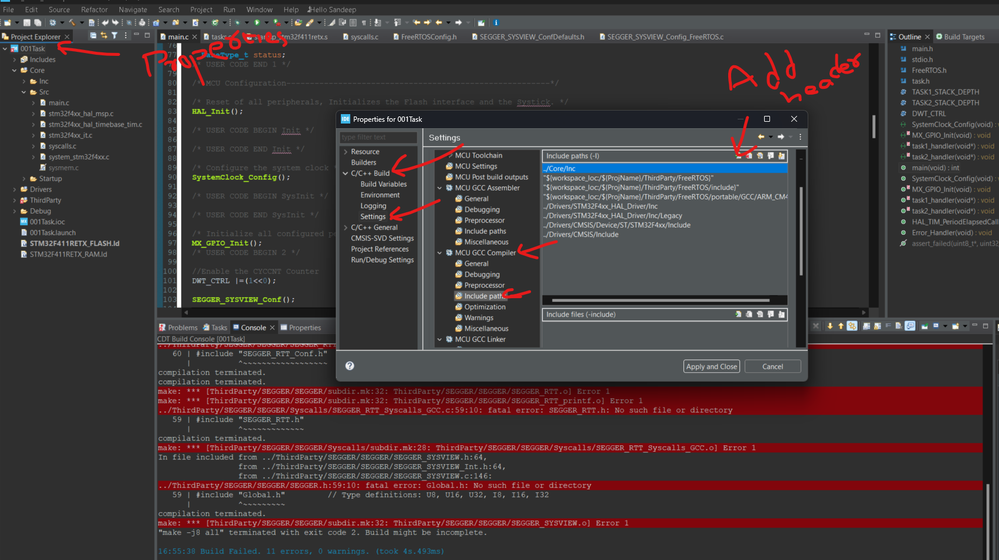 File Edit Source Refactor Navigate Search Project Run Window Help Hello Sandeep
Project Explorer
001Task
Includes
Core
Inc
Src
main.c
stm32f4xx_hal_msp.c
stm32f4xx_hal_timebase_tim.c
stm32f4xx_it.c
syscalls.c
system_stm32f4xx.c
sysmem.c
Startup
Drivers
ThirdParty
Debug
001Task.ioc
001Task.launch
STM32F411RETX_FLASH.ld
STM32F411RETX_RAM.ld
Properties
Add
header
main.c
syscalls.c
FreeRTOSConfig.h
SEGGER_SYSVIEW_ConfDefaults.h
SEGGER_SYSVIEW_Config_FreeRTOS.c
77 status;
78 USER CODE END 1 */
79
80 /* MCU Configuration--------------------------------------------------------*/
81
82 /* Reset of all peripherals, Initializes the Flash interface and the Systick. */
83 HAL_Init();
84
85 /* USER CODE BEGIN Init */
86
87 /* USER CODE END Init */
88
89 /* Configure the system clock
90 SystemClock_Config();
91
92 /* USER CODE BEGIN SysInit */
93
94 /* USER CODE END SysInit */
95
96 /* Initialize all configured pe
97 MX_GPIO_Init();
98 /* USER CODE BEGIN 2 */
99
100 //Enable the CYCCNT Counter
101 DWT_CTRL |=(1<<0);
102
103 SEGGER_SYSVIEW_Conf();
IDE Properties for 001Task
type filter text
Resource
Builders
C/C++ Build
Build Variables
Environment
Logging
Settings
C/C++ General
CMSIS-SVD Settings
Project References
Run/Debug Settings
Settings
MCU Toolchain
MCU Settings
MCU Post build outputs
MCU GCC Assembler
General
Debugging
Preprocessor
Include paths
Miscellaneous
MCU GCC Compiler
General
Debugging
Preprocessor
Include paths
Optimization
Warnings
Miscellaneous
MCU GCC Linker
Include paths (-I)
../Core/Inc
"${workspace_loc:/${ProjName}/ThirdParty/FreeRTOS}"
"${workspace_loc:/${ProjName}/ThirdParty/FreeRTOS/include}"
"${workspace_loc:/${ProjName}/ThirdParty/FreeRTOS/portable/GCC/ARM_CM4
../Drivers/STM32F4xx_HAL_Driver/Inc
../Drivers/STM32F4xx_HAL_Driver/Inc/Legacy
../Drivers/CMSIS/Device/ST/STM32F4xx/Include
../Drivers/CMSIS/Include
Include files (-include)
Apply and Close
Cancel
Outline
Build Targets
main.h
stdio.h
FreeRTOS.h
task.h
TASK1_STACK_DEPTH
TASK2_STACK_DEPTH
DWT_CTRL
SystemClock_Config(void) :
MX_GPIO_Init(void) : void
task1_handler(void*) : void
task2_handler(void*) : void
main(void) : int
SystemClock_Config(void) :
MX_GPIO_Init(void) : void
task1_handler(void*) : void
task2_handler(void*) : void
HAL_TIM_PeriodElapsedCall
Error_Handler(void) : void
assert_failed(uint8_t*, uint32
Problems
Tasks
Console
Properties
CDT Build Console [001Task]
60 | #include "SEGGER_RTT_Conf.h"
| ^~~~~~~~~~~~~~~~~~
compilation terminated.
compilation terminated.
make: *** [ThirdParty/SEGGER/SEGGER/subdir.mk:32: ThirdParty/SEGGER/SEGGER/SEGGER_RTT.o] Error 1
make: *** [ThirdParty/SEGGER/SEGGER/subdir.mk:32: ThirdParty/SEGGER/SEGGER/SEGGER_RTT_printf.o] Error 1
../ThirdParty/SEGGER/SEGGER/Syscalls/SEGGER_RTT_Syscalls_GCC.c:59:10: fatal error: SEGGER_RTT.h: No such file or directory
59 | #include "SEGGER_RTT.h"
| ^~~~~~~~~~~~~~
compilation terminated.
make: *** [ThirdParty/SEGGER/SEGGER/Syscalls/subdir.mk:28: ThirdParty/SEGGER/SEGGER/Syscalls/SEGGER_RTT_Syscalls_GCC.o] Error 1
In file included from ../ThirdParty/SEGGER/SEGGER/SEGGER_SYSVIEW.h:64,
from ../ThirdParty/SEGGER/SEGGER/SEGGER_SYSVIEW_Int.h:64,
from ../ThirdParty/SEGGER/SEGGER/SEGGER_SYSVIEW.c:146:
../ThirdParty/SEGGER/SEGGER/SEGGER.h:59:10: fatal error: Global.h: No such file or directory
59 | #include "Global.h" // Type definitions: U8, U16, U32, I8, I16, I32
| ^~~~~~~~~~
compilation terminated.
make: *** [ThirdParty/SEGGER/SEGGER/subdir.mk:32: ThirdParty/SEGGER/SEGGER/SEGGER_SYSVIEW.o] Error 1
"make -j8 all" terminated with exit code 2. Build might be incomplete.
16:55:38 Build Failed. 11 errors, 0 warnings. (took 4s.493ms)